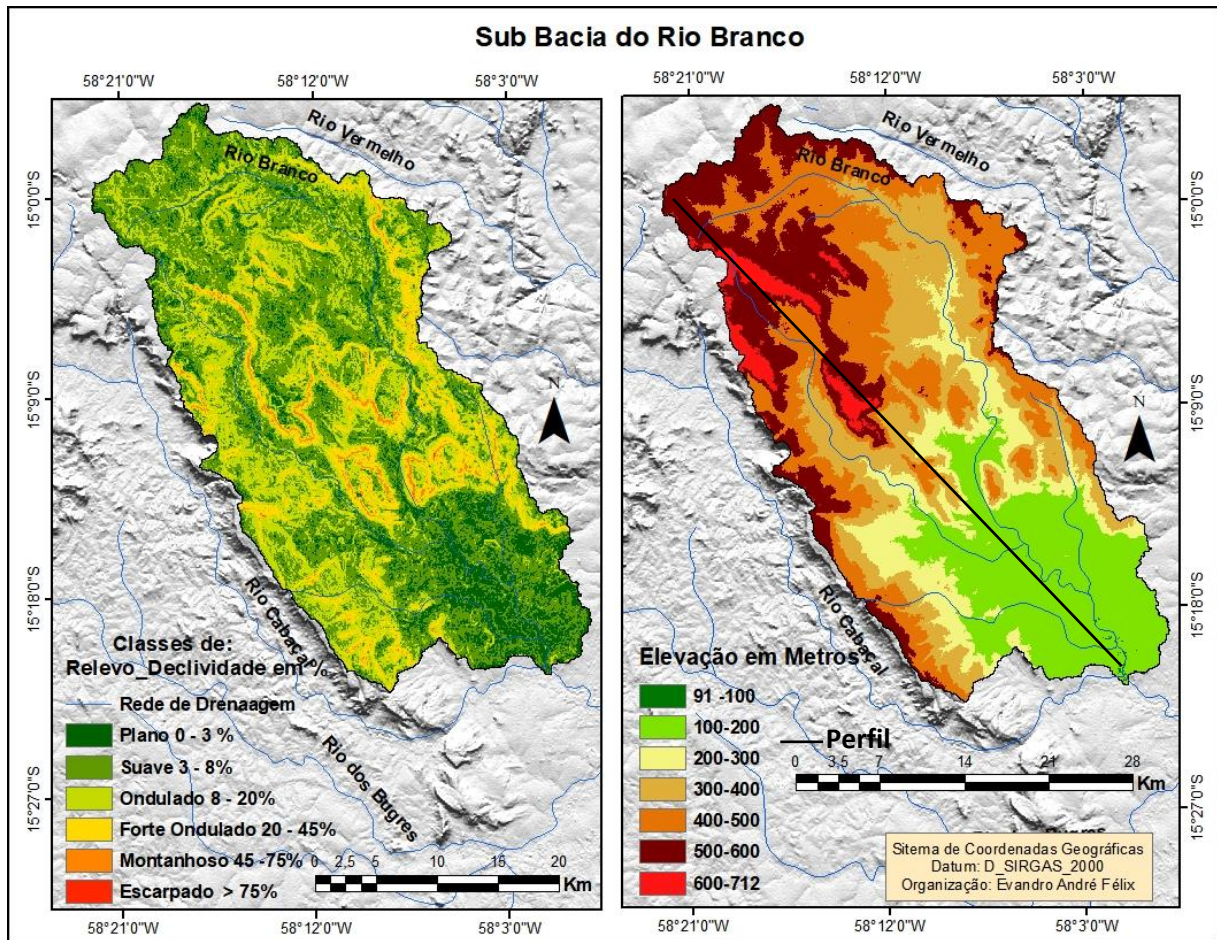 Sub Bacia do Rio Branco
58°21'0"W
58°12'0"W
58°3'0"W
15°0'0"S
15°9'0"S
15°18'0"S
15°27'0"S
Rio Vermelho
Rio Branco
N
Rio Cabaçal
Rio dos Bugres
Classes de:
Relevo_Declividade em %
Rede de Drenaagem
Plano 0 - 3 %
Suave 3 - 8%
Ondulado 8 - 20%
Forte Ondulado 20 - 45%
Montanhoso 45 -75%
Escarpado > 75%
0 2,5 5 10 15 20
Km
58°21'0"W
58°12'0"W
58°3'0"W
58°21'0"W
58°12'0"W
58°3'0"W
Rio Vermelho
Rio Branco
N
Rio Cabaçal
Elevação em Metros
91 -100
100-200
200-300
300-400
400-500
500-600
600-712
Perfil
0 3,5 7 14 21 28
Km
Sitema de Coordenadas Geográficas
Datum: D_SIRGAS_2000
Organização: Evandro André Félix
15°0'0"S
15°9'0"S
15°18'0"S
15°27'0"S
58°21'0"W
58°12'0"W
58°3'0"W